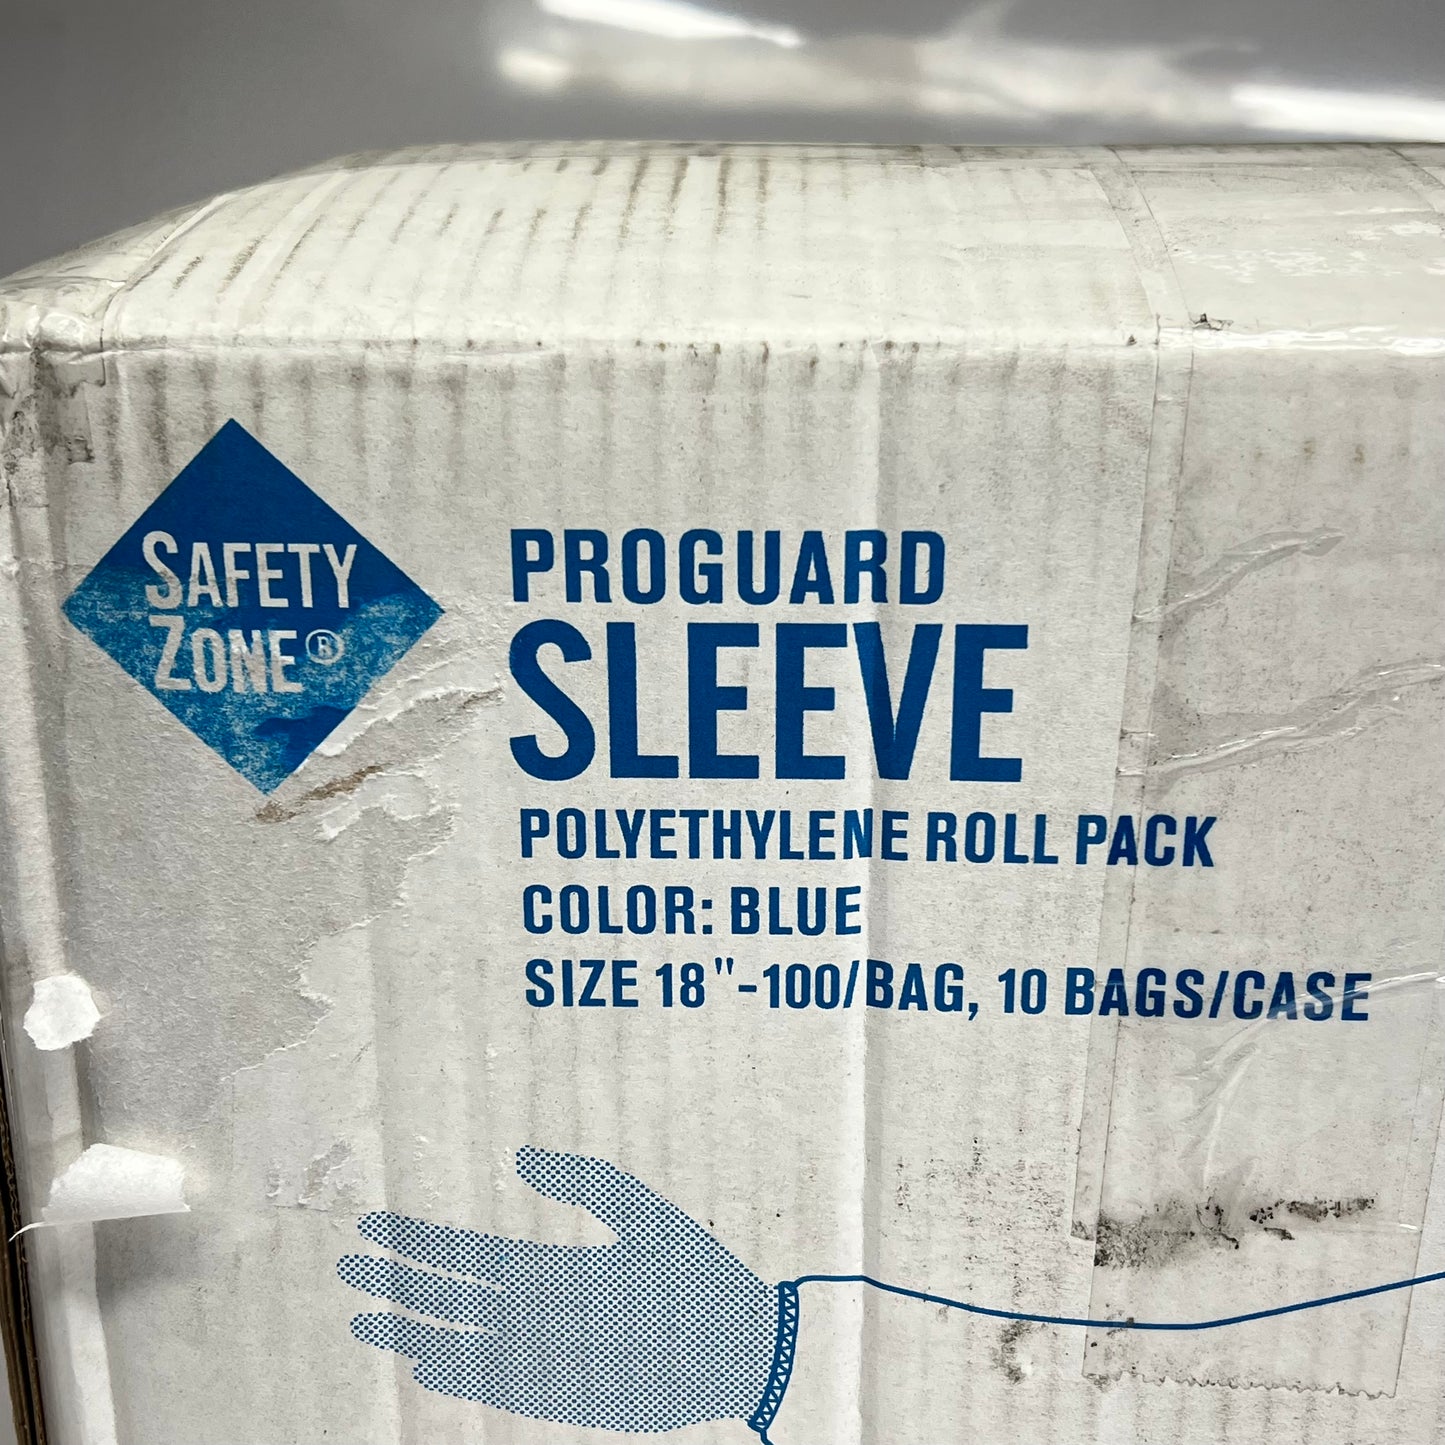 SAFETY
ZONE®
PROGUARD
SLEEVE
POLYETHYLENE ROLL PACK
COLOR: BLUE
SIZE 18"-100/BAG, 10 BAGS/CASE